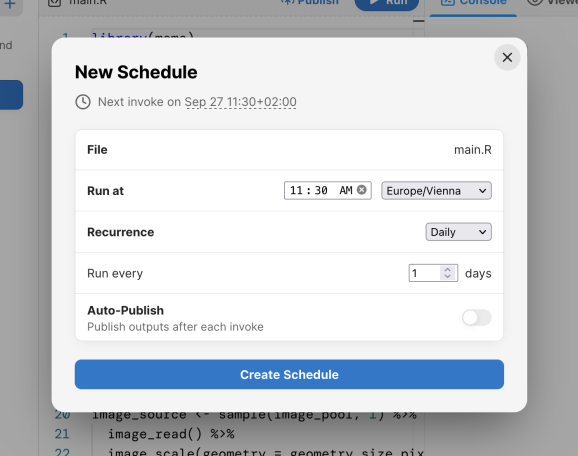 main.R Publish Run Console
nd
1 library(meme)
New Schedule
Next invoke on Sep 27 11:30+02:00
File main.R
Run at 11:30 AM Europe/Vienna
Recurrence Daily
Run every 1 days
Auto-Publish
Publish outputs after each invoke
Create Schedule
20 image_source <- sample(image_pool, 1) %>%
21 image_read() %>%
22 image_scale(geometry = geometry_size_pix